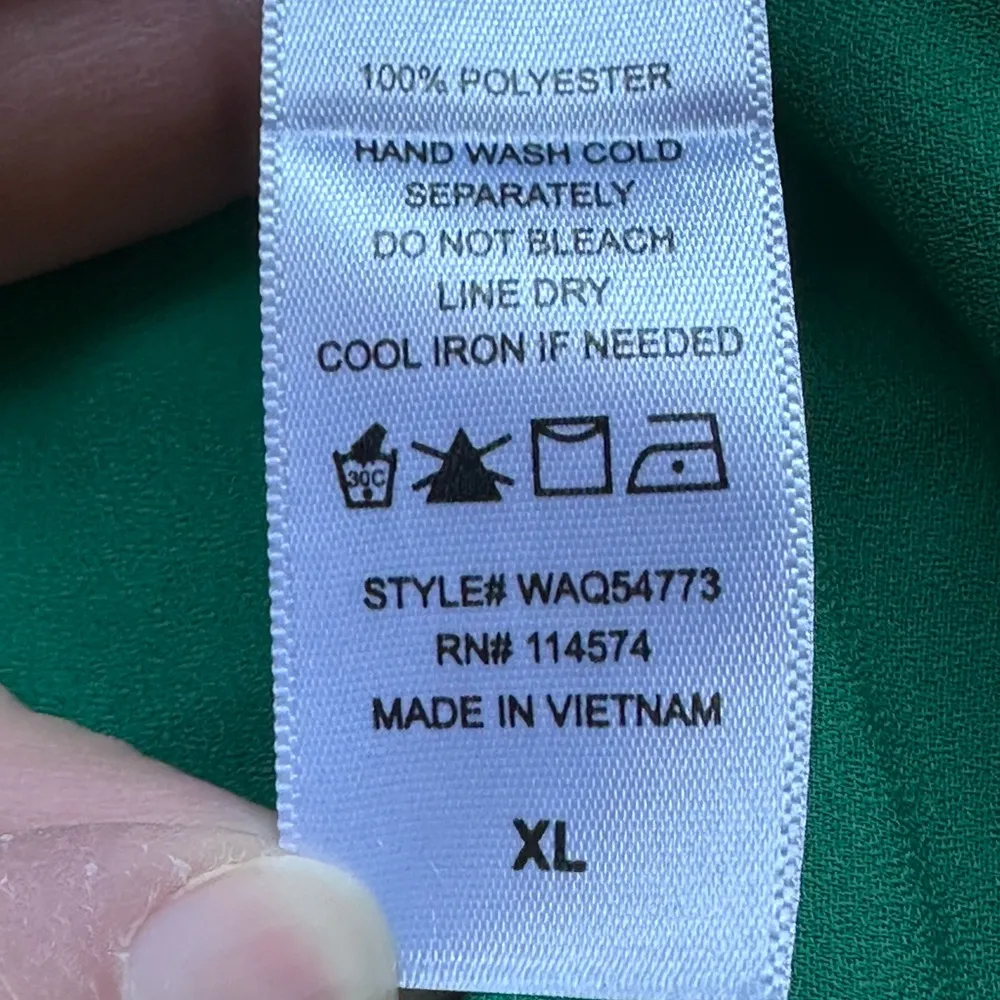 100% POLYESTER
HAND WASH COLD
SEPARATELY
DO NOT BLEACH
LINE DRY
COOL IRON IF NEEDED
30C
STYLE# WAQ54773
RN# 114574
MADE IN VIETNAM
XL